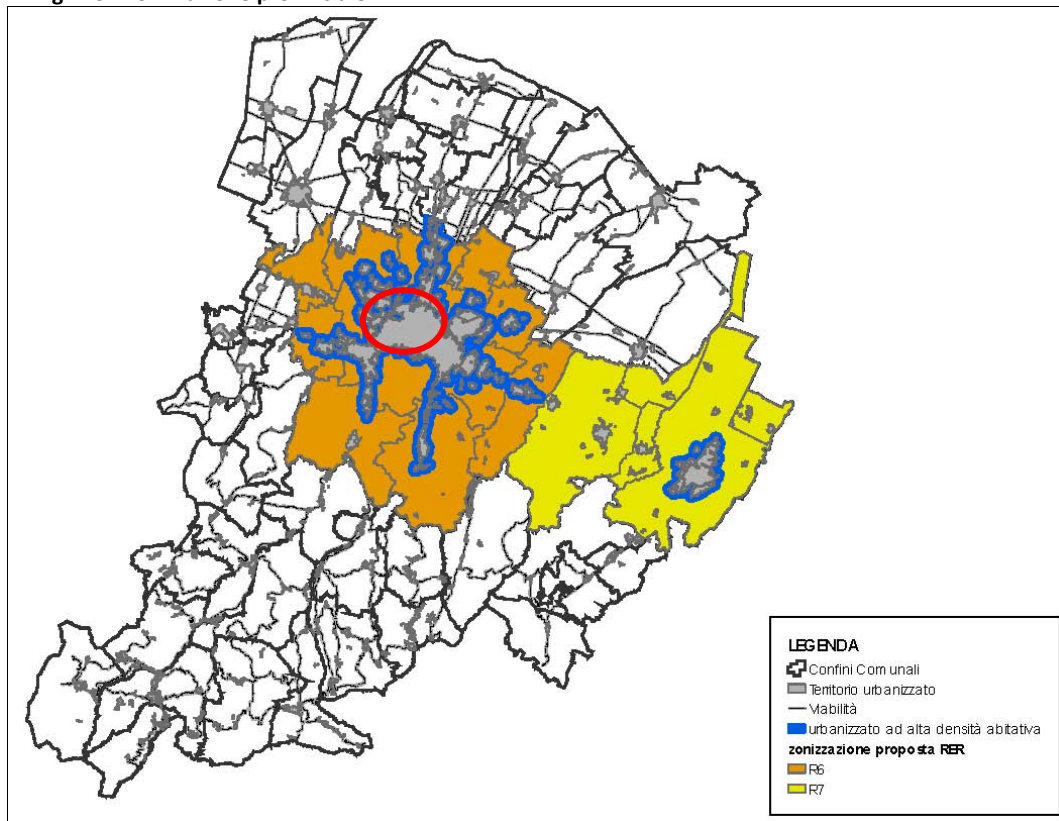 LEGENDA
Confini Comunali
Territorio urbanizzato
Viabilità
urbanizzato ad alta densità abitativa
zonizzazione proposta RER
R6
R7